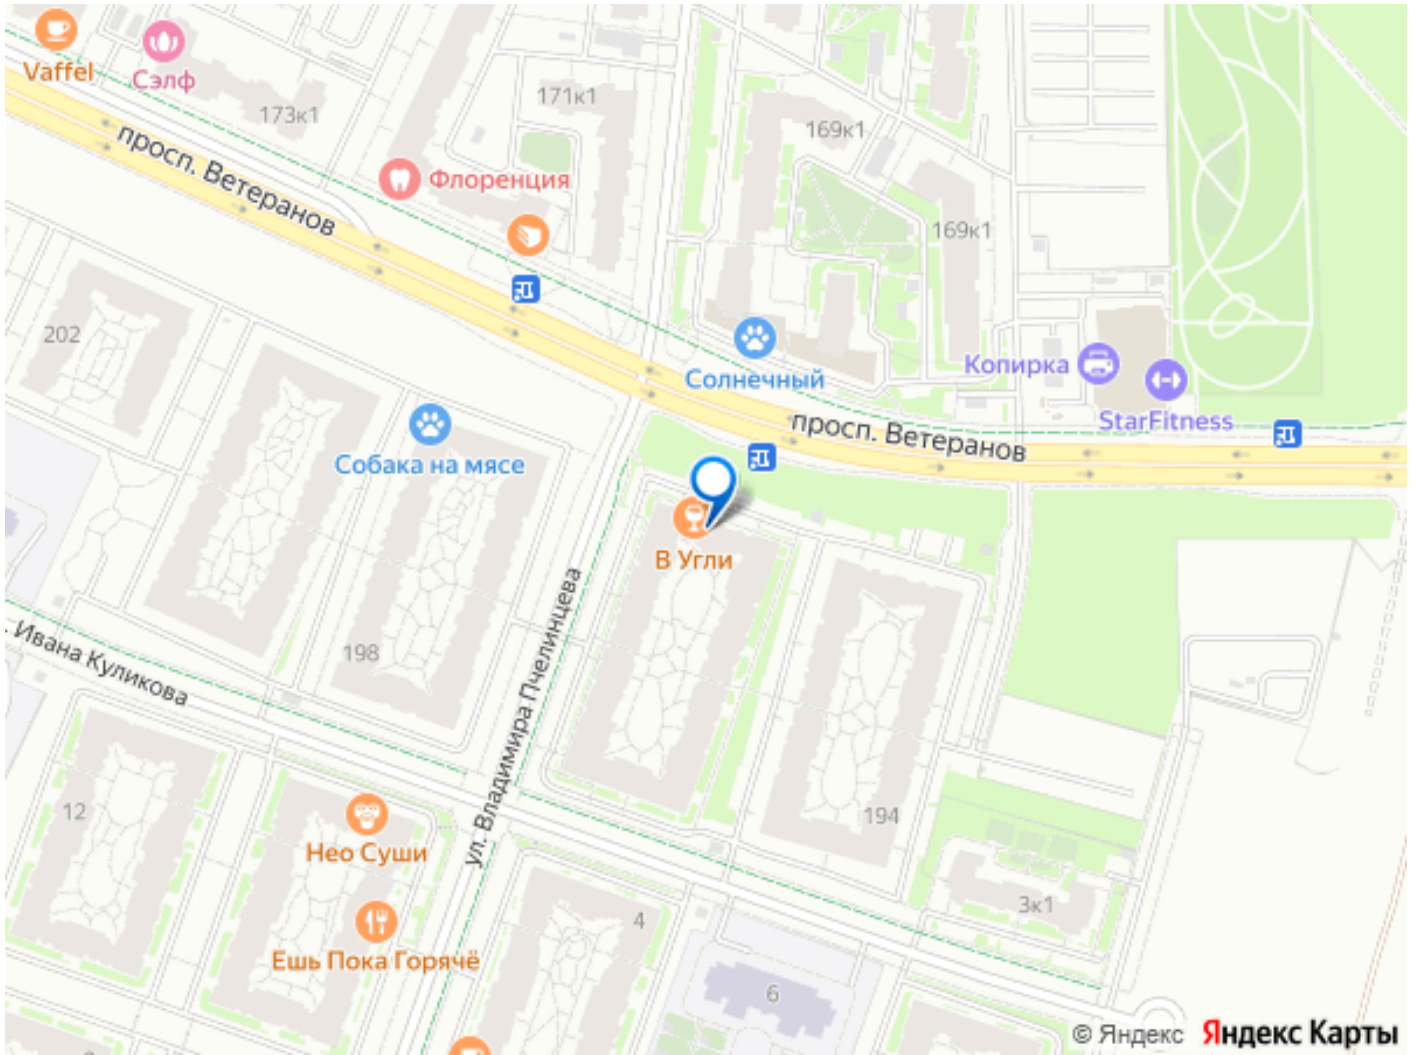 Vaffel
Сэлф
173к1
171к1
169к1
просп. Ветеранов
Флоренция
169к1
202
Солнечный
Копирка
StarFitness
просп. Ветеранов
Собака на мясе
В Угли
198
ул. Владимира Пчелинцева
. Ивана Куликова
12
194
Нео Суши
4
3к1
Ешь Пока Горячё
6
© Яндекс Яндекс Карты